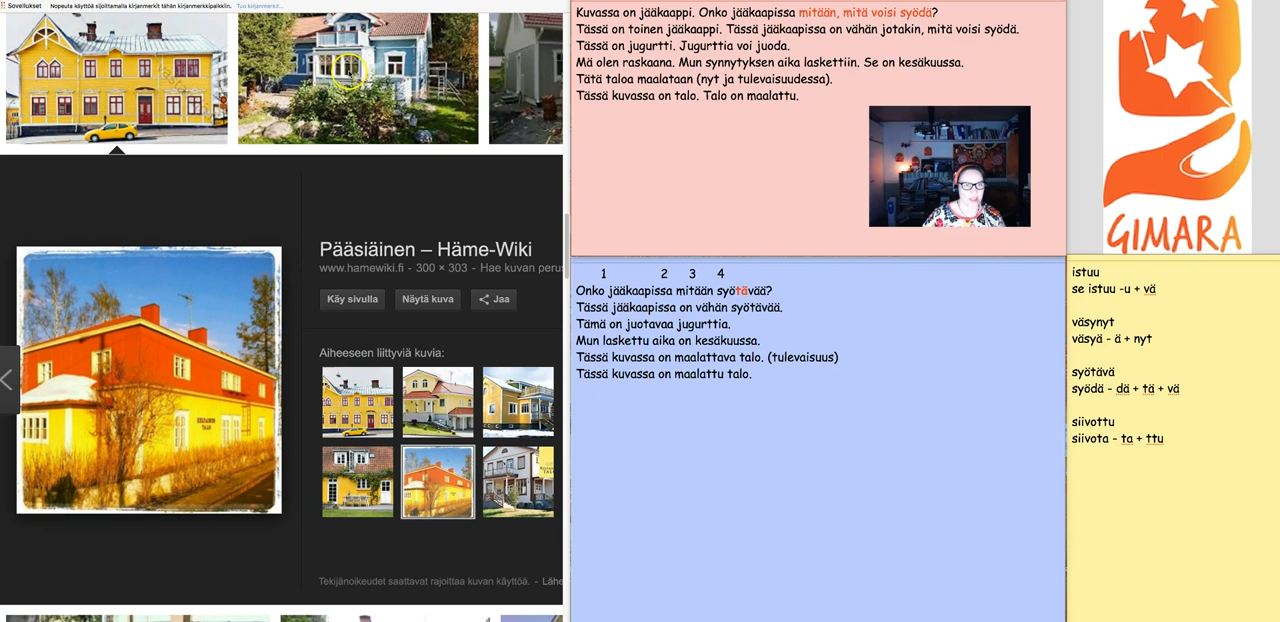 Sovellukset Nopeuta käyttöä sijoittamalla kirjanmerkit tähän kirjanmerkkipalkkiin. Tuo kirjanmerkit...
Pääsiäinen – Häme-Wiki
www.hamewiki.fi - 300 × 303 - Hae kuvan perus
Käy sivulla
Näytä kuva
Jaa
Aiheeseen liittyviä kuvia:
Tekijänoikeudet saattavat rajoittaa kuvan käyttöä. - Lähe
Kuvassa on jääkaappi. Onko jääkaapissa mitään, mitä voisi syödä?
Tässä on toinen jääkaappi. Tässä jääkaapissa on vähän jotakin, mitä voisi syödä.
Tässä on jugurtti. Jugurttia voi juoda.
Mä olen raskaana. Mun synnytyksen aika laskettiin. Se on kesäkuussa.
Tätä taloa maalataan (nyt ja tulevaisuudessa).
Tässä kuvassa on talo. Talo on maalattu.
1 2 3 4
Onko jääkaapissa mitään syötävää?
Tässä jääkaapissa on vähän syötävää.
Tämä on juotavaa jugurttia.
Mun laskettu aika on kesäkuussa.
Tässä kuvassa on maalattava talo. (tulevaisuus)
Tässä kuvassa on maalattu talo.
GIMARA
istuu
se istuu -u + vä
väsynyt
väsyä - ä + nyt
syötävä
syödä - dä + tä + vä
siivottu
siivota - ta + ttu